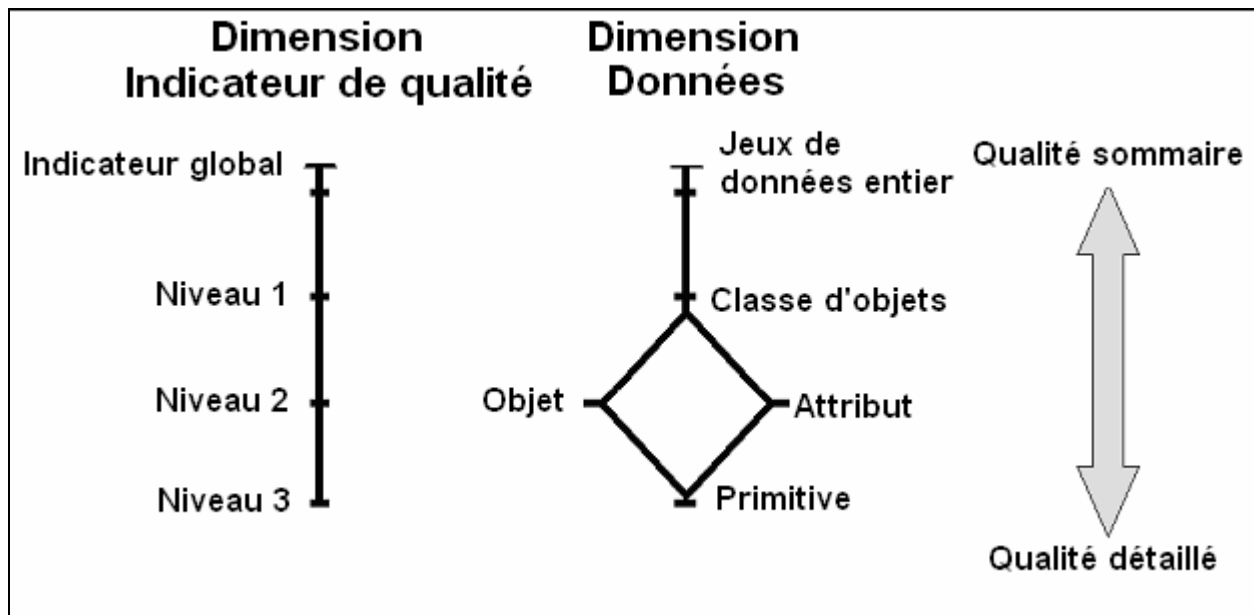 Dimension
Indicateur de qualité
Dimension
Données
Indicateur global
Jeux de
données entier
Qualité sommaire
Niveau 1
Classe d'objets
Niveau 2
Objet
Attribut
Niveau 3
Primitive
Qualité détaillé